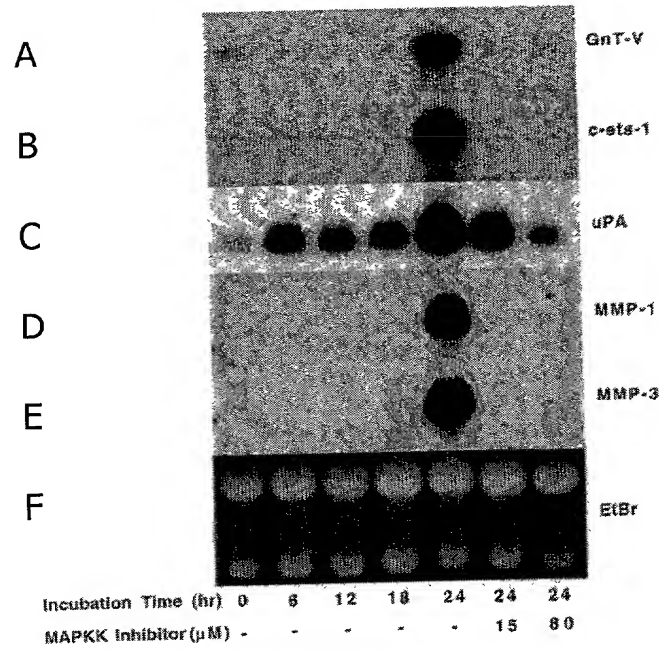 A GnT-V
B c-ets-1
C uPA
D MMP-1
E MMP-3
F EtBr
Incubation Time (hr) 0 6 12 18 24 24 24
MAPKK Inhibitor (μM) - - - - - 15 80